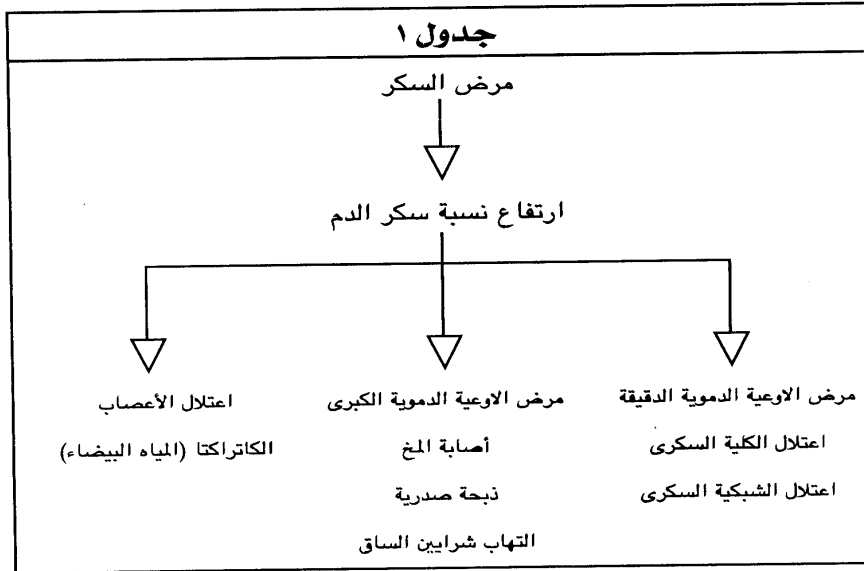 جدول ١
مرض السكر
ارتفاع نسبة سكر الدم
مرض الاوعية الدموية الدقيقة
اعتلال الكلية السكرى
اعتلال الشبكية السكرى
مرض الاوعية الدموية الكبرى
أصابة المخ
ذبحة صدرية
التهاب شرايين الساق
اعتلال الأعصاب
الكاتراكتا (المياه البيضاء)